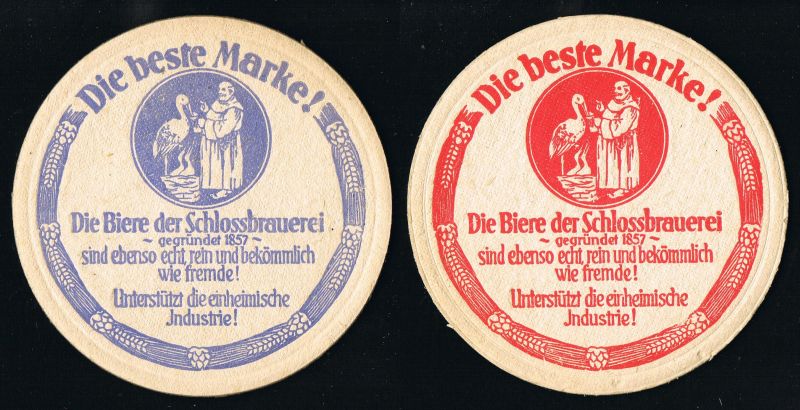 Die beste Marke!
Die Biere der Schlossbrauerei
~ gegründet 1857 ~
sind ebenso echt, rein und bekömmlich
wie fremde!
Unterstützt die einheimische
Jndustrie!
Die beste Marke!
Die Biere der Schlossbrauerei
~ gegründet 1857 ~
sind ebenso echt, rein und bekömmlich
wie fremde!
Unterstützt die einheimische
Jndustrie!